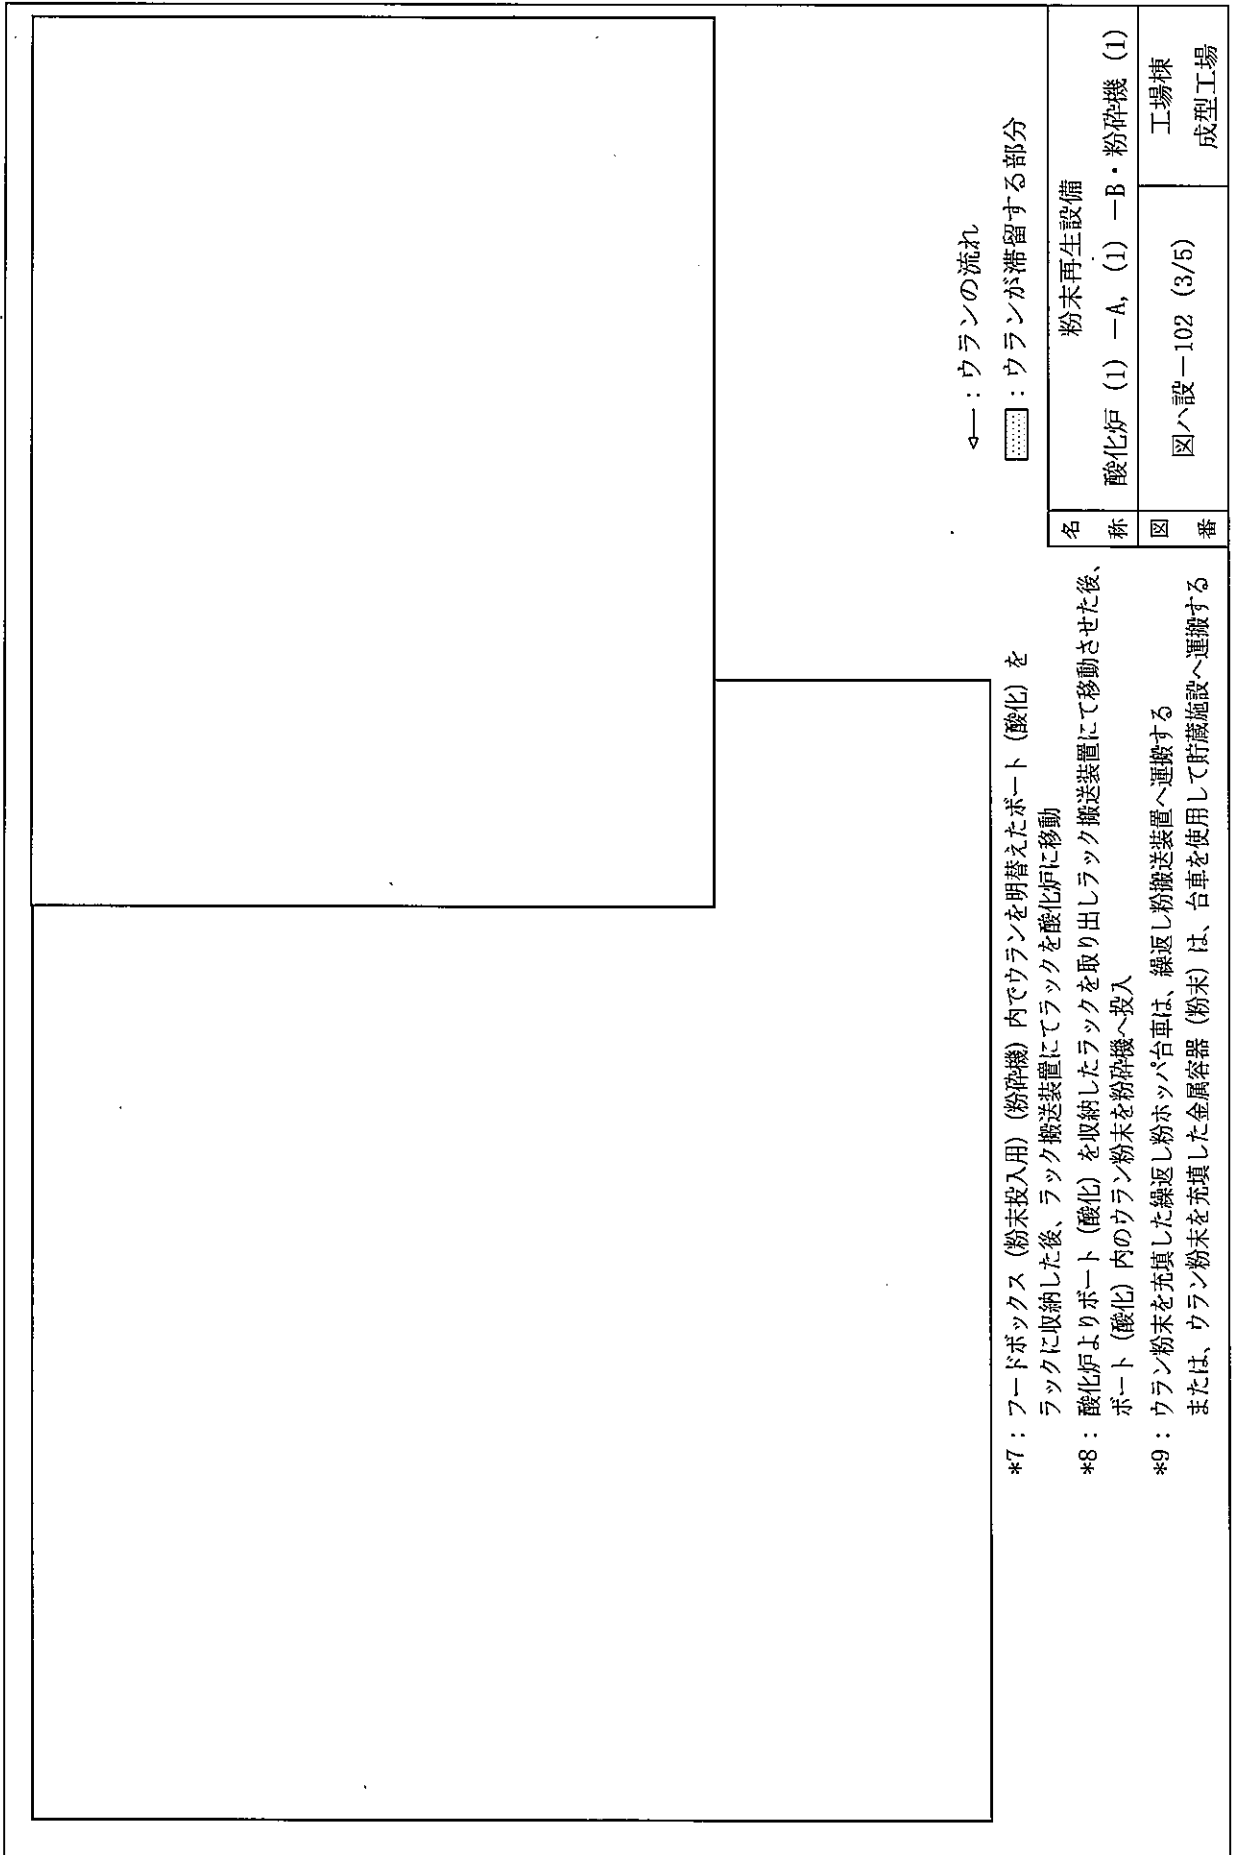 ←：ウランの流れ
：ウランが滞留する部分
*7：フードボックス（粉末投入用）（粉砕機）内でウランを明替えたボート（酸化）を
ラックに収納した後、ラック搬送装置にてラックを酸化炉に移動
*8：酸化炉よりボート（酸化）を収納したラックを取り出しラック搬送装置にて移動させた後、
ボート（酸化）内のウラン粉末を粉砕機へ投入
*9：ウラン粉末を充填した繰返し粉ホッパ台車は、繰返し粉搬送装置へ運搬する
または、ウラン粉末を充填した金属容器（粉末）は、台車を使用して貯蔵施設へ運搬する
名称
粉末再生設備
酸化炉（1）－A,（1）－B・粉砕機（1）
図番
図ハ設－102（3/5）
工場棟
成型工場